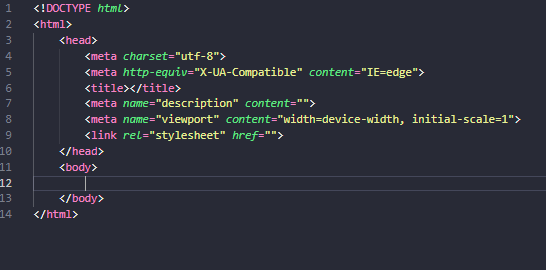 1 <!DOCTYPE html>
2 <html>
3     <head>
4         <meta charset="utf-8">
5         <meta http-equiv="X-UA-Compatible" content="IE=edge">
6         <title></title>
7         <meta name="description" content="">
8         <meta name="viewport" content="width=device-width, initial-scale=1">
9         <link rel="stylesheet" href="">
10     </head>
11     <body>
12
13     </body>
14 </html>